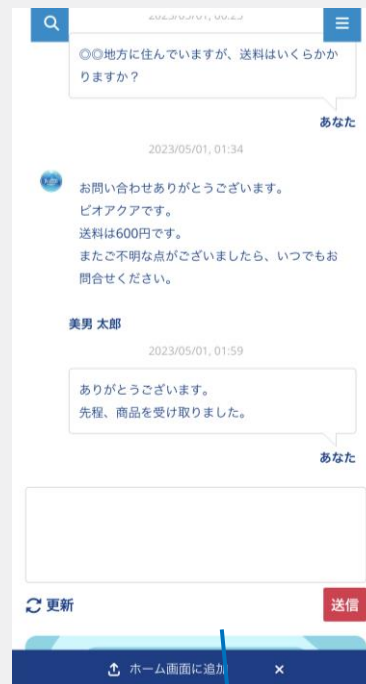 ◎◎地方に住んでいますが、送料はいくらかか
りますか？
あなた
2023/05/01, 01:34
お問い合わせありがとうございます。
ビオアクアです。
送料は600円です。
またご不明な点がございましたら、いつでもお
問合せください。
美男 太郎
2023/05/01, 01:59
ありがとうございます。
先程、商品を受け取りました。
あなた
更新
送信
ホーム画面に追加 ×